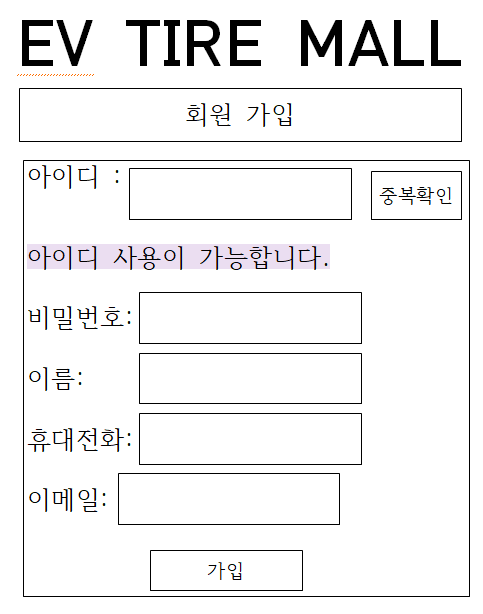 EV TIRE MALL
회원 가입
아이디 : 중복확인
아이디 사용이 가능합니다.
비밀번호:
이름:
휴대전화:
이메일:
가입